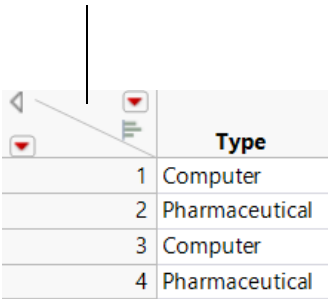 Type
1 Computer
2 Pharmaceutical
3 Computer
4 Pharmaceutical